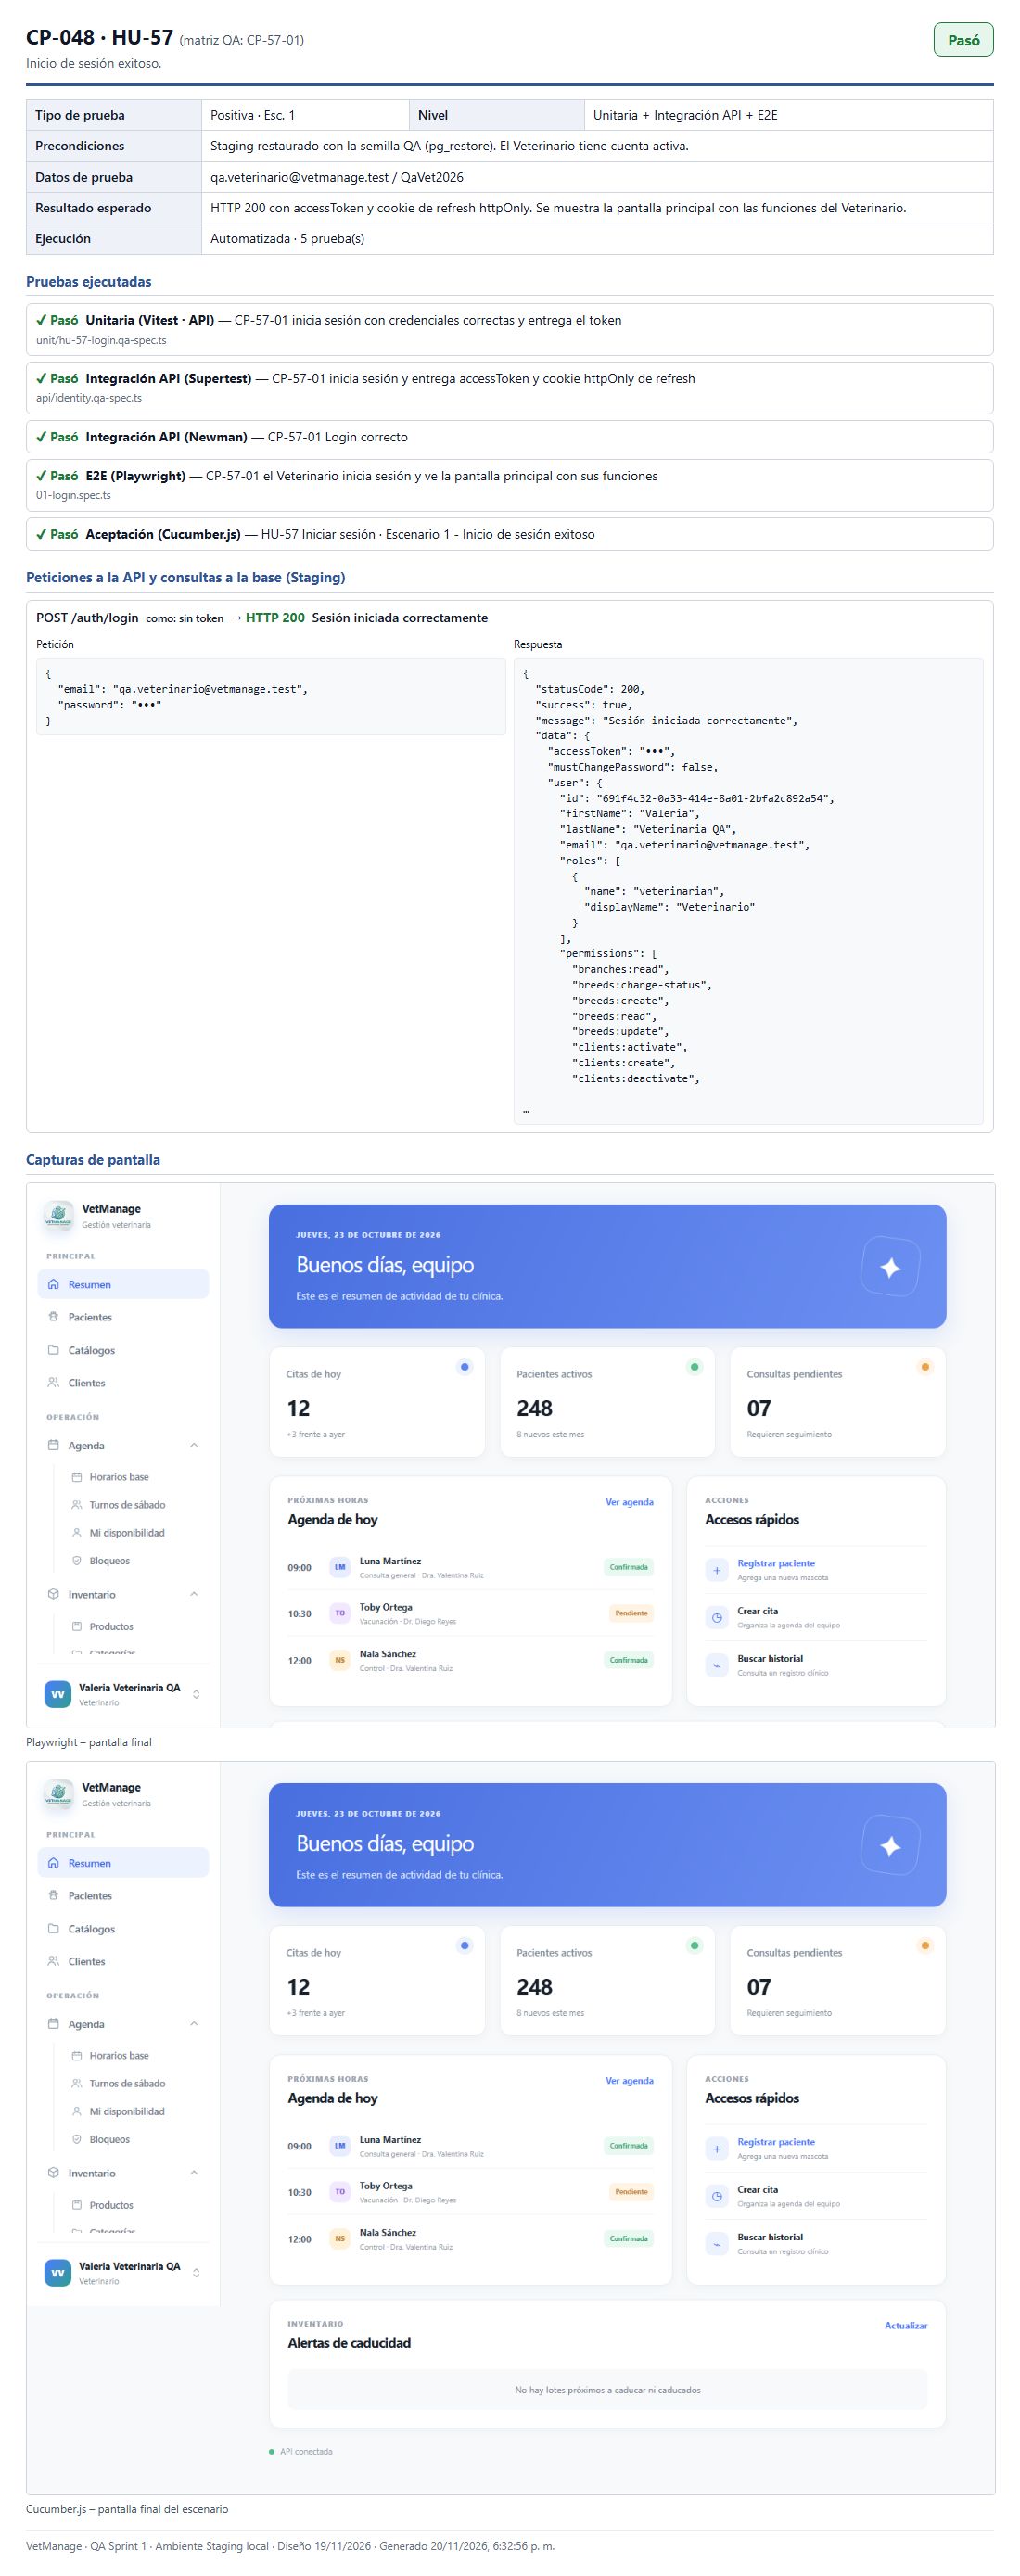 CP-048 · HU-57 (matriz QA: CP-57-01)
Pasó
Inicio de sesión exitoso.
Tipo de prueba Positiva · Esc. 1 Nivel Unitaria + Integración API + E2E
Precondiciones Staging restaurado con la semilla QA (pg_restore). El Veterinario tiene cuenta activa.
Datos de prueba qa.veterinario@vetmanage.test / QaVet2026
Resultado esperado HTTP 200 con accessToken y cookie de refresh httpOnly. Se muestra la pantalla principal con las funciones del Veterinario.
Ejecución Automatizada · 5 prueba(s)
Pruebas ejecutadas
✓ Pasó Unitaria (Vitest · API) — CP-57-01 inicia sesión con credenciales correctas y entrega el token
unit/hu-57-login.qa-spec.ts
✓ Pasó Integración API (Supertest) — CP-57-01 inicia sesión y entrega accessToken y cookie httpOnly de refresh
api/identity.qa-spec.ts
✓ Pasó Integración API (Newman) — CP-57-01 Login correcto
✓ Pasó E2E (Playwright) — CP-57-01 el Veterinario inicia sesión y ve la pantalla principal con sus funciones
01-login.spec.ts
✓ Pasó Aceptación (Cucumber.js) — HU-57 Iniciar sesión · Escenario 1 - Inicio de sesión exitoso
Peticiones a la API y consultas a la base (Staging)
POST /auth/login como: sin token → HTTP 200 Sesión iniciada correctamente
Petición
{
"email": "qa.veterinario@vetmanage.test",
"password": "•••"
}
Respuesta
{
"statusCode": 200,
"success": true,
"message": "Sesión iniciada correctamente",
"data": {
"accessToken": "•••",
"mustChangePassword": false,
"user": {
"id": "691f4c32-0a33-414e-8a01-2bfa2c892a54",
"firstName": "Valeria",
"lastName": "Veterinaria QA",
"email": "qa.veterinario@vetmanage.test",
"roles": [
{
"name": "veterinarian",
"displayName": "Veterinario"
}
],
"permissions": [
"branches:read",
"breeds:change-status",
"breeds:create",
"breeds:read",
"breeds:update",
"clients:activate",
"clients:create",
"clients:deactivate",
…
Capturas de pantalla
VetManage
Gestión veterinaria
PRINCIPAL
Resumen
Pacientes
Catálogos
Clientes
OPERACIÓN
Agenda
Horarios base
Turnos de sábado
Mi disponibilidad
Bloqueos
Inventario
Productos
Categorías
VV Valeria Veterinaria QA
Veterinario
JUEVES, 23 DE OCTUBRE DE 2026
Buenos días, equipo
Este es el resumen de actividad de tu clínica.
Citas de hoy
12
+3 frente a ayer
Pacientes activos
248
8 nuevos este mes
Consultas pendientes
07
Requieren seguimiento
PRÓXIMAS HORAS
Agenda de hoy
Ver agenda
09:00 LM Luna Martínez Confirmada
Consulta general · Dra. Valentina Ruiz
10:30 TO Toby Ortega Pendiente
Vacunación · Dr. Diego Reyes
12:00 NS Nala Sánchez Confirmada
Control · Dra. Valentina Ruiz
ACCIONES
Accesos rápidos
Registrar paciente
Agrega una nueva mascota
Crear cita
Organiza la agenda del equipo
Buscar historial
Consulta un registro clínico
Playwright – pantalla final
VetManage
Gestión veterinaria
PRINCIPAL
Resumen
Pacientes
Catálogos
Clientes
OPERACIÓN
Agenda
Horarios base
Turnos de sábado
Mi disponibilidad
Bloqueos
Inventario
Productos
Categorías
VV Valeria Veterinaria QA
Veterinario
JUEVES, 23 DE OCTUBRE DE 2026
Buenos días, equipo
Este es el resumen de actividad de tu clínica.
Citas de hoy
12
+3 frente a ayer
Pacientes activos
248
8 nuevos este mes
Consultas pendientes
07
Requieren seguimiento
PRÓXIMAS HORAS
Agenda de hoy
Ver agenda
09:00 LM Luna Martínez Confirmada
Consulta general · Dra. Valentina Ruiz
10:30 TO Toby Ortega Pendiente
Vacunación · Dr. Diego Reyes
12:00 NS Nala Sánchez Confirmada
Control · Dra. Valentina Ruiz
ACCIONES
Accesos rápidos
Registrar paciente
Agrega una nueva mascota
Crear cita
Organiza la agenda del equipo
Buscar historial
Consulta un registro clínico
INVENTARIO
Alertas de caducidad
Actualizar
No hay lotes próximos a caducar ni caducados
API conectada
Cucumber.js – pantalla final del escenario
VetManage · QA Sprint 1 · Ambiente Staging local · Diseño 19/11/2026 · Generado 20/11/2026, 6:32:56 p. m.